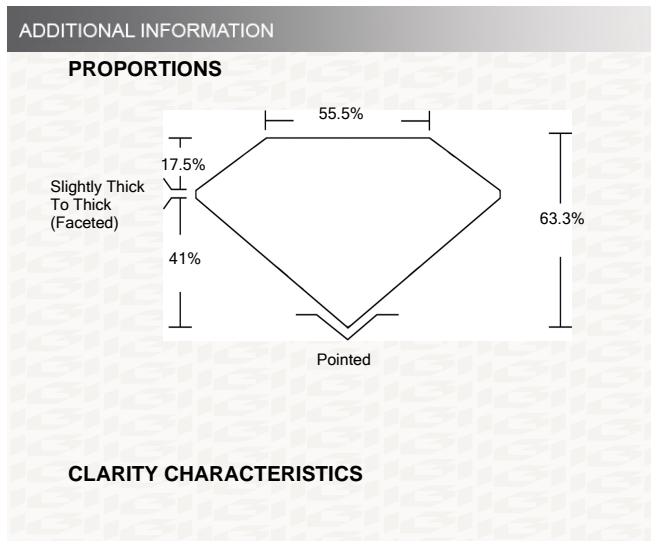 ADDITIONAL INFORMATION
PROPORTIONS
55.5%
17.5%
Slightly Thick
To Thick
(Faceted)
63.3%
41%
Pointed
CLARITY CHARACTERISTICS